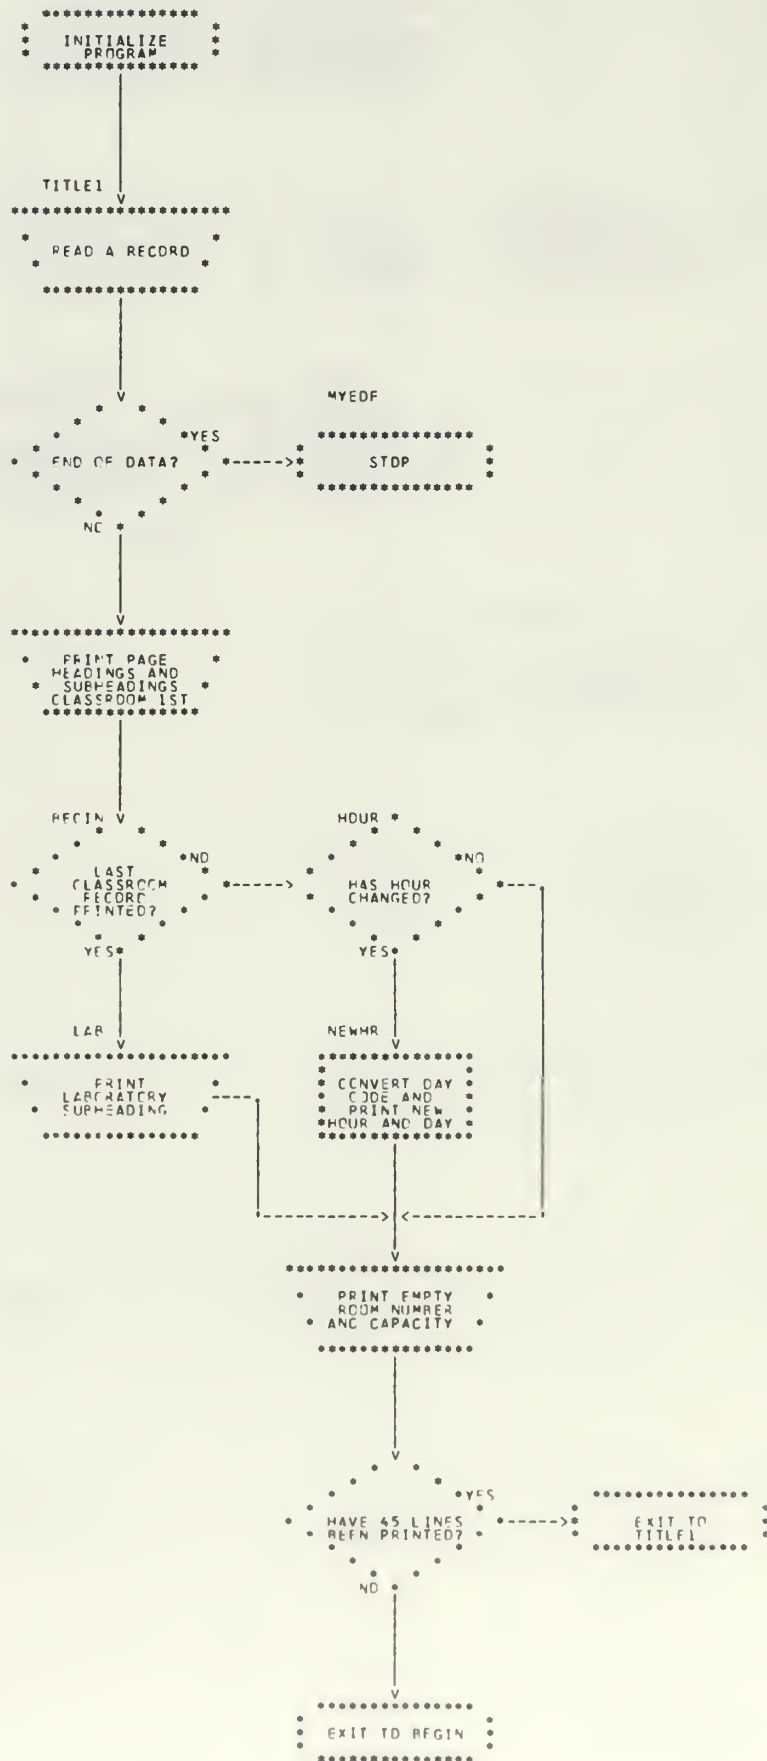 INITIALIZE
PROGRAM
TITLE1
READ A RECORD
MYEOF
YES
END OF DATA?
STOP
NO
PRINT PAGE
HEADINGS AND
SUBHEADINGS
CLASSROOM 1ST
BEGIN
HOUR
NO
NO
LAST
CLASSROOM
RECORD
PRINTED?
HAS HOUR
CHANGED?
YES
YES
LAB
NEWHR
PRINT
LABORATORY
SUBHEADING
CONVERT DAY
CODE AND
PRINT NEW
HOUR AND DAY
PRINT EMPTY
ROOM NUMBER
AND CAPACITY
YES
HAVE 45 LINES
BEEN PRINTED?
EXIT TO
TITLE1
NO
EXIT TO BEGIN